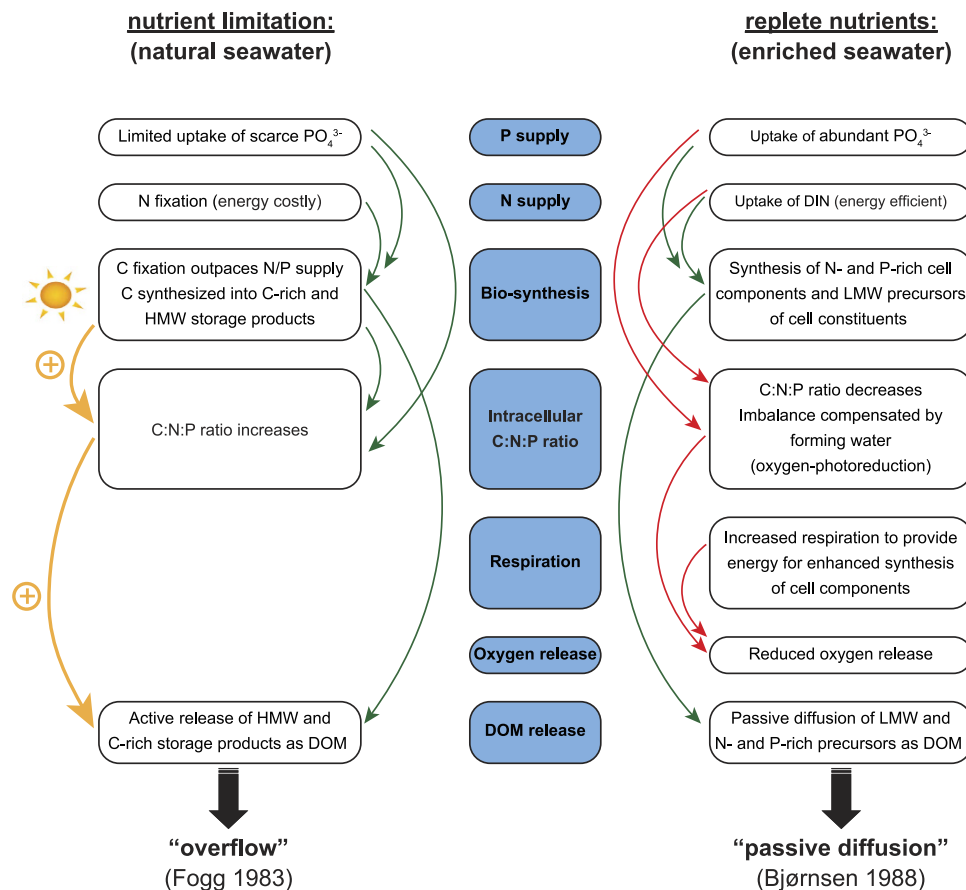 nutrient limitation:
(natural seawater)
replete nutrients:
(enriched seawater)
Limited uptake of scarce PO₄³⁻
P supply
Uptake of abundant PO₄³⁻
N fixation (energy costly)
N supply
Uptake of DIN (energy efficient)
C fixation outpaces N/P supply
C synthesized into C-rich and
HMW storage products
Bio-synthesis
Synthesis of N- and P-rich cell
components and LMW precursors
of cell constituents
C:N:P ratio increases
Intracellular
C:N:P ratio
C:N:P ratio decreases
Imbalance compensated by
forming water
(oxygen-photoreduction)
Respiration
Increased respiration to provide
energy for enhanced synthesis
of cell components
Oxygen release
Reduced oxygen release
Active release of HMW and
C-rich storage products as DOM
DOM release
Passive diffusion of LMW and
N- and P-rich precursors as DOM
“overflow”
(Fogg 1983)
“passive diffusion”
(Bjørnsen 1988)